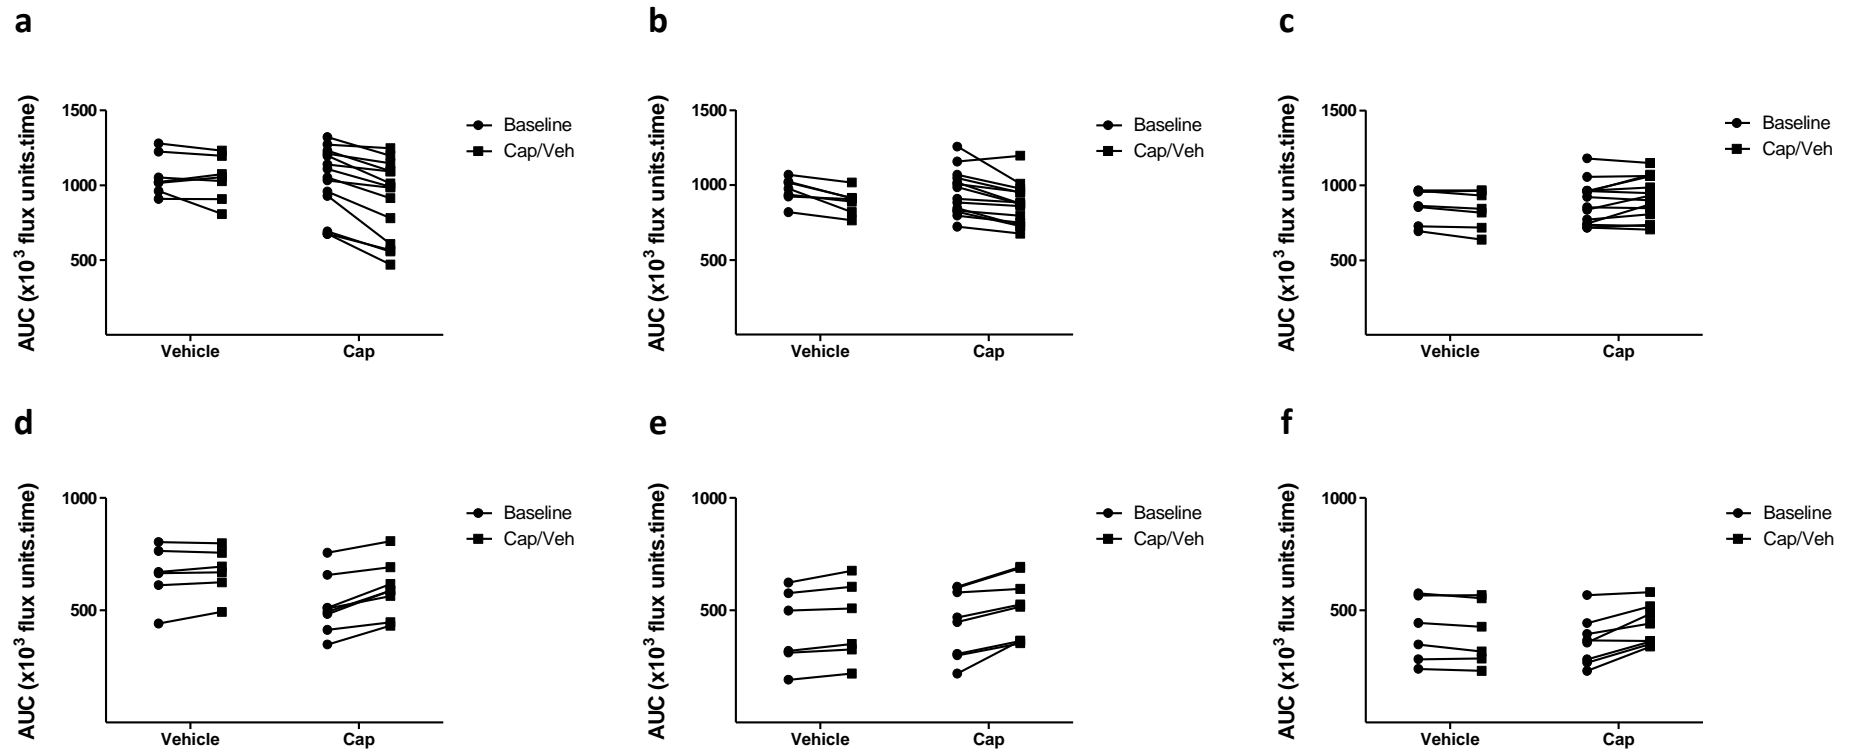 a
AUC (x10³ flux units.time)
1500
1000
500
Vehicle
Cap
Baseline
Cap/Veh
b
AUC (x10³ flux units.time)
1500
1000
500
Vehicle
Cap
Baseline
Cap/Veh
c
AUC (x10³ flux units.time)
1500
1000
500
Vehicle
Cap
Baseline
Cap/Veh
d
AUC (x10³ flux units.time)
1000
500
Vehicle
Cap
Baseline
Cap/Veh
e
AUC (x10³ flux units.time)
1000
500
Vehicle
Cap
Baseline
Cap/Veh
f
AUC (x10³ flux units.time)
1000
500
Vehicle
Cap
Baseline
Cap/Veh